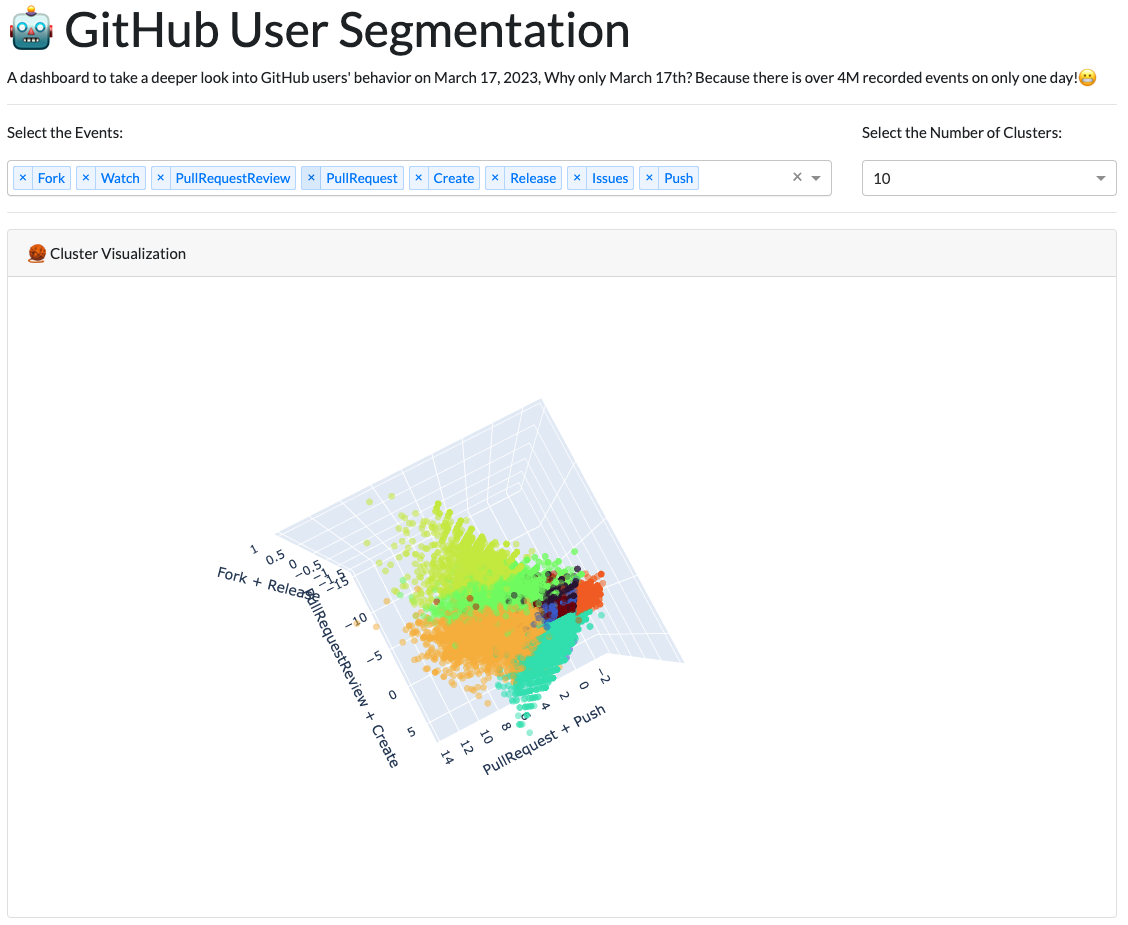 GitHub User Segmentation
A dashboard to take a deeper look into GitHub users' behavior on March 17, 2023, Why only March 17th? Because there is over 4M recorded events on only one day!😬
Select the Events:
Select the Number of Clusters:
× Fork × Watch × PullRequestReview × PullRequest × Create × Release × Issues × Push ×
10
Cluster Visualization
1
0.5
0
−0.5
−1
−1.5
Fork + Release
−15
−10
−5
0
5
PullRequestReview + Create
14
12
10
8
6
4
2
0
−2
PullRequest + Push